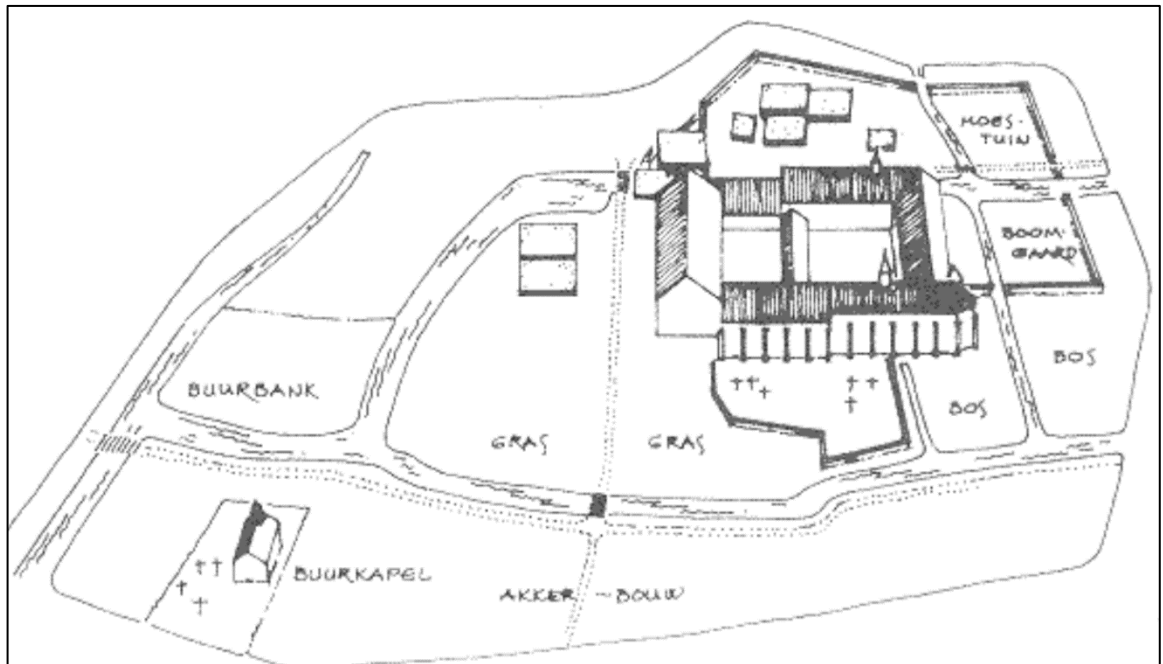 MOES-
TUIN
BOOM-
GAARD
BUURBANK
BOS
BOS
GRAS
GRAS
BUURKAPEL
AKKER - BOUW